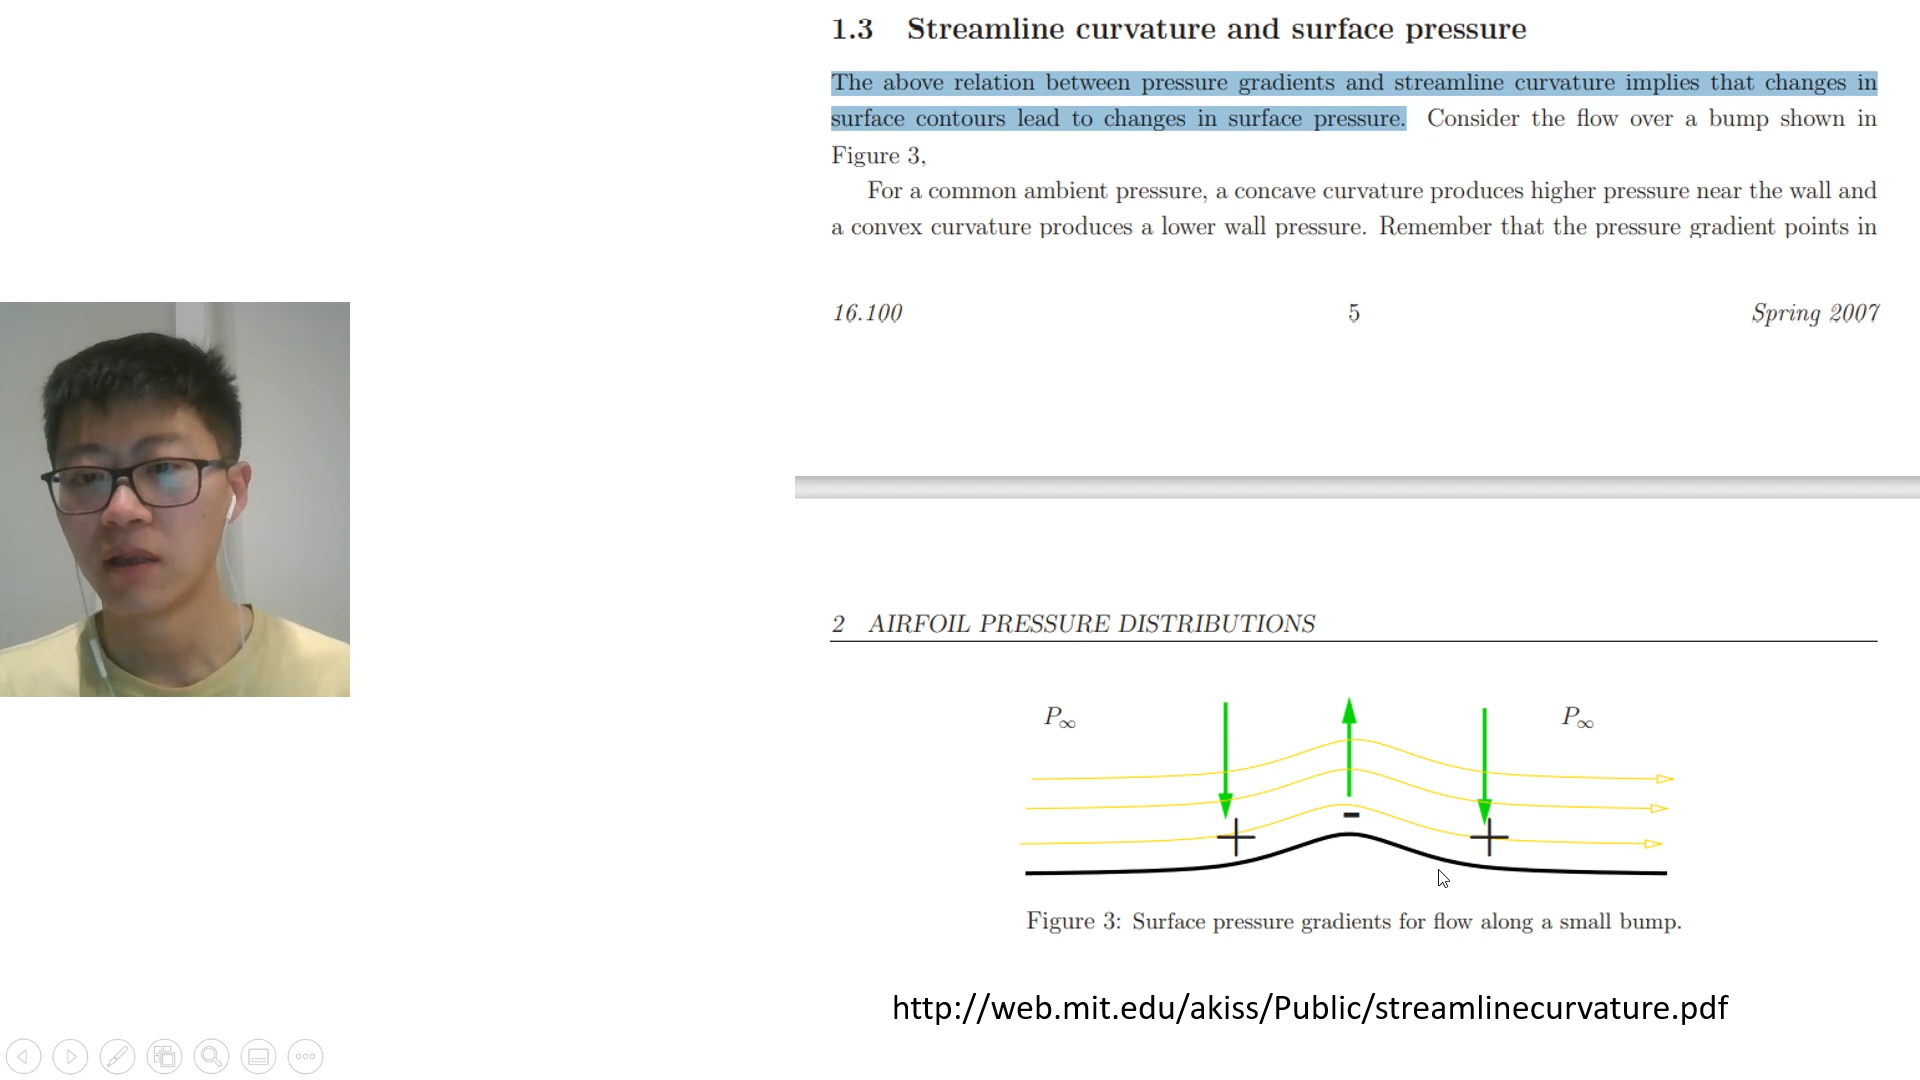 1.3 Streamline curvature and surface pressure
The above relation between pressure gradients and streamline curvature implies that changes in
surface contours lead to changes in surface pressure. Consider the flow over a bump shown in
Figure 3,
For a common ambient pressure, a concave curvature produces higher pressure near the wall and
a convex curvature produces a lower wall pressure. Remember that the pressure gradient points in
16.100 5 Spring 2007
2 AIRFOIL PRESSURE DISTRIBUTIONS
P∞ P∞
+ - +
Figure 3: Surface pressure gradients for flow along a small bump.
http://web.mit.edu/akiss/Public/streamlinecurvature.pdf